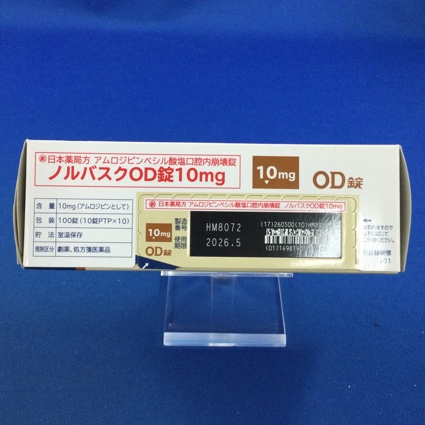 日本薬局方 アムロジピンベシル酸塩口腔内崩壊錠
ノルバスクOD錠10mg
10mg
OD錠
含 量 10mg(アムロジピンとして)
包 装 100錠(10錠PTP×10)
貯 法 室温保存
規制区分 劇薬、処方箋医薬品
日本薬局方 アムロジピンベシル酸塩口腔内崩壊錠 ノルバスクOD錠10mg
10mg
OD錠
製造番号 HM8072
使用期限 2026.5
(17)260500(10)HM
(01)14987